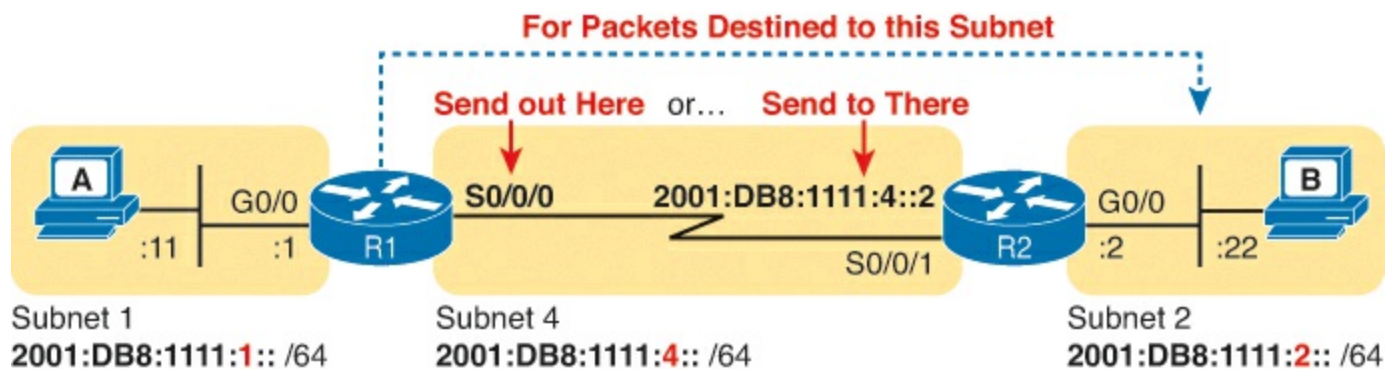 For Packets Destined to this Subnet
Send out Here or... Send to There
A
G0/0
:11
:1
R1
S0/0/0
2001:DB8:1111:4::2
S0/0/1
R2
G0/0
:2
:22
B
Subnet 1
2001:DB8:1111:1:: /64
Subnet 4
2001:DB8:1111:4:: /64
Subnet 2
2001:DB8:1111:2:: /64